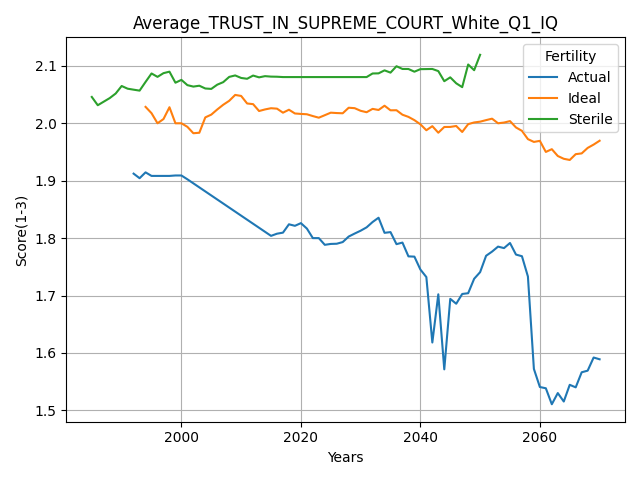 Average_TRUST_IN_SUPREME_COURT_White_Q1_IQ
Fertility
Actual
Ideal
Sterile
Score(1-3)
2.1
2.0
1.9
1.8
1.7
1.6
1.5
2000
2020
2040
2060
Years